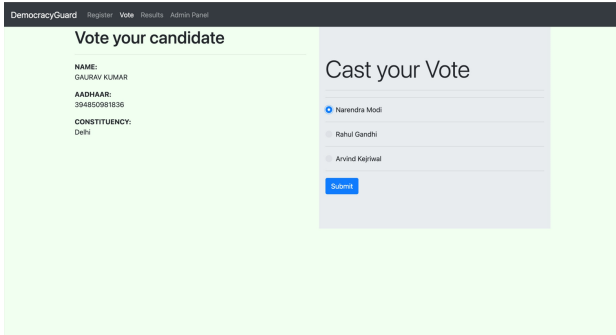 DemocracyGuard Register Vote Results Admin Panel
Vote your candidate
NAME:
GAURAV KUMAR
AADHAAR:
394850981836
CONSTITUENCY:
Delhi
Cast your Vote
Narendra Modi
Rahul Gandhi
Arvind Kejriwal
Submit